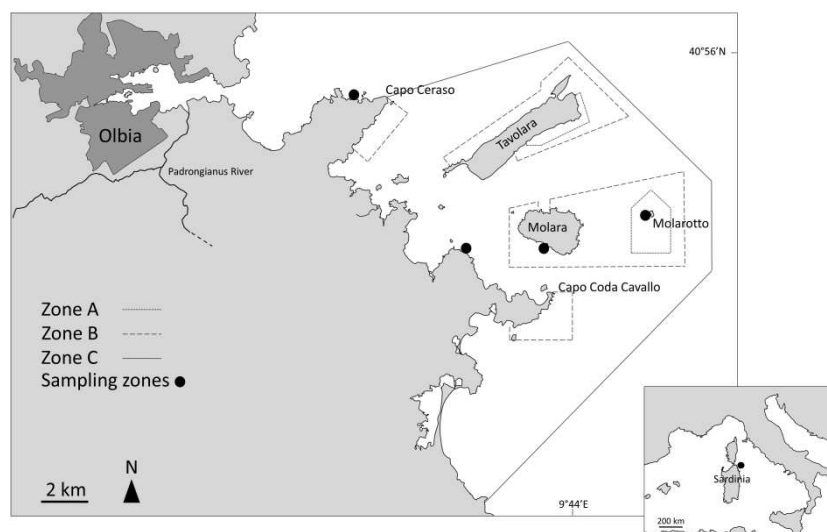 40°56'N
Capo Ceraso
Olbia
Tavolara
Padrongianus River
Molara
Molarotto
Capo Coda Cavallo
Zone A
Zone B
Zone C
Sampling zones
N
2 km
9°44'E
Sardinia
200 km